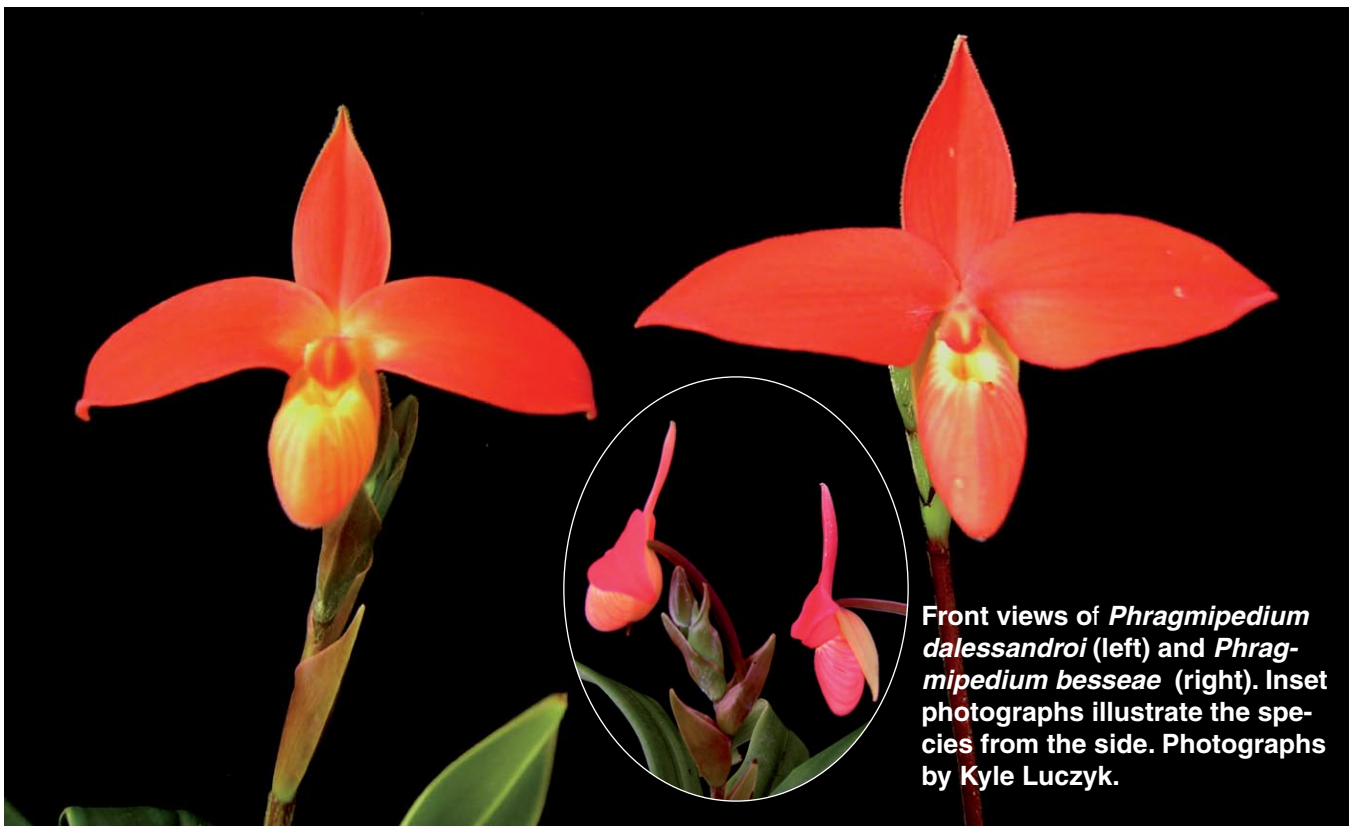 Front views of Phragmipedium
dalessandroi (left) and Phrag-
mipedium besseae (right). Inset
photographs illustrate the spe-
cies from the side. Photographs
by Kyle Luczyk.